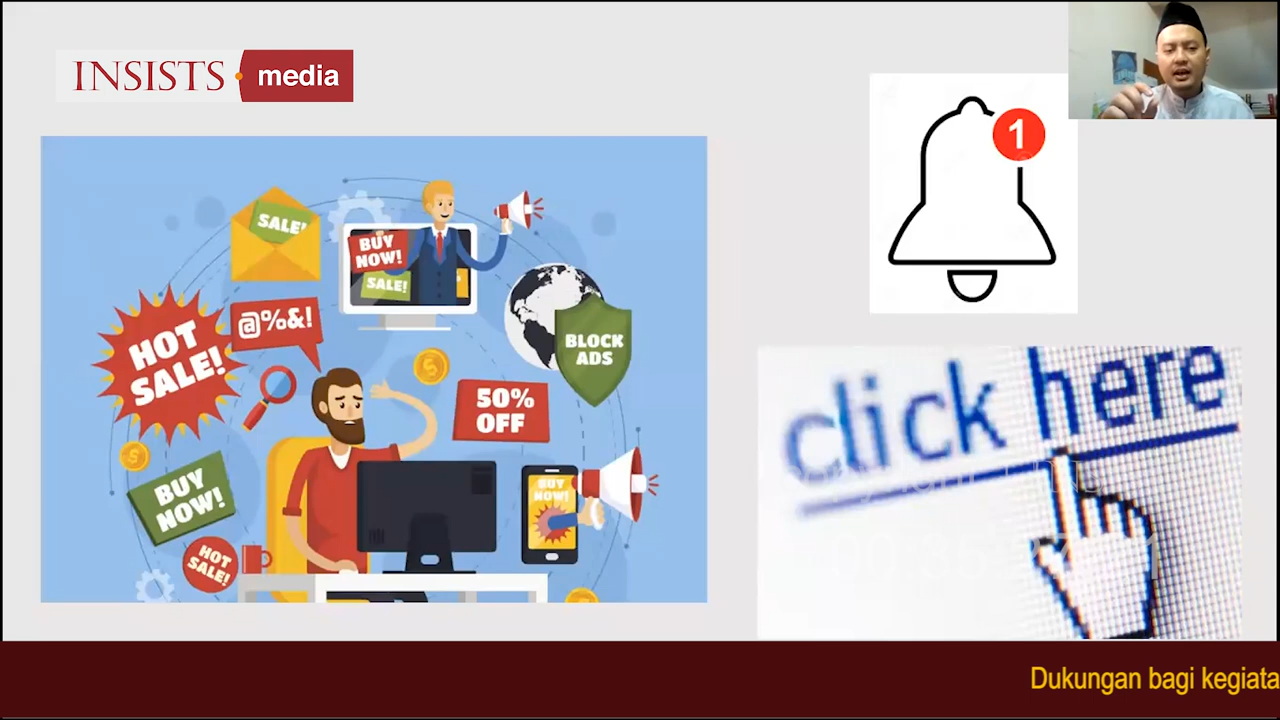 INSISTS media
1
SALE!
BUY
NOW!
SALE!
@%&!
HOT
SALE!
BLOCK
ADS
50%
OFF
BUY
NOW!
BUY
NOW!
HOT
SALE!
click here
Dukungan bagi kegiata